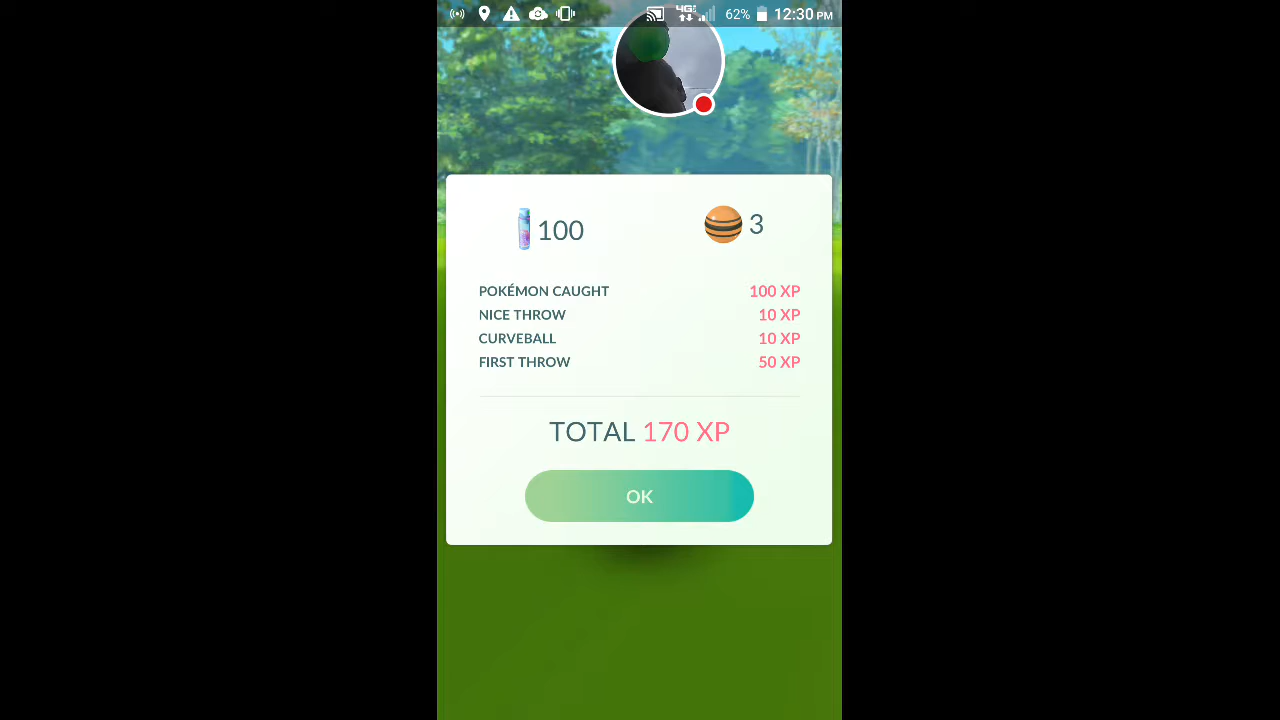 4G 62% 12:30 PM
100 3
POKÉMON CAUGHT 100 XP
NICE THROW 10 XP
CURVEBALL 10 XP
FIRST THROW 50 XP
TOTAL 170 XP
OK